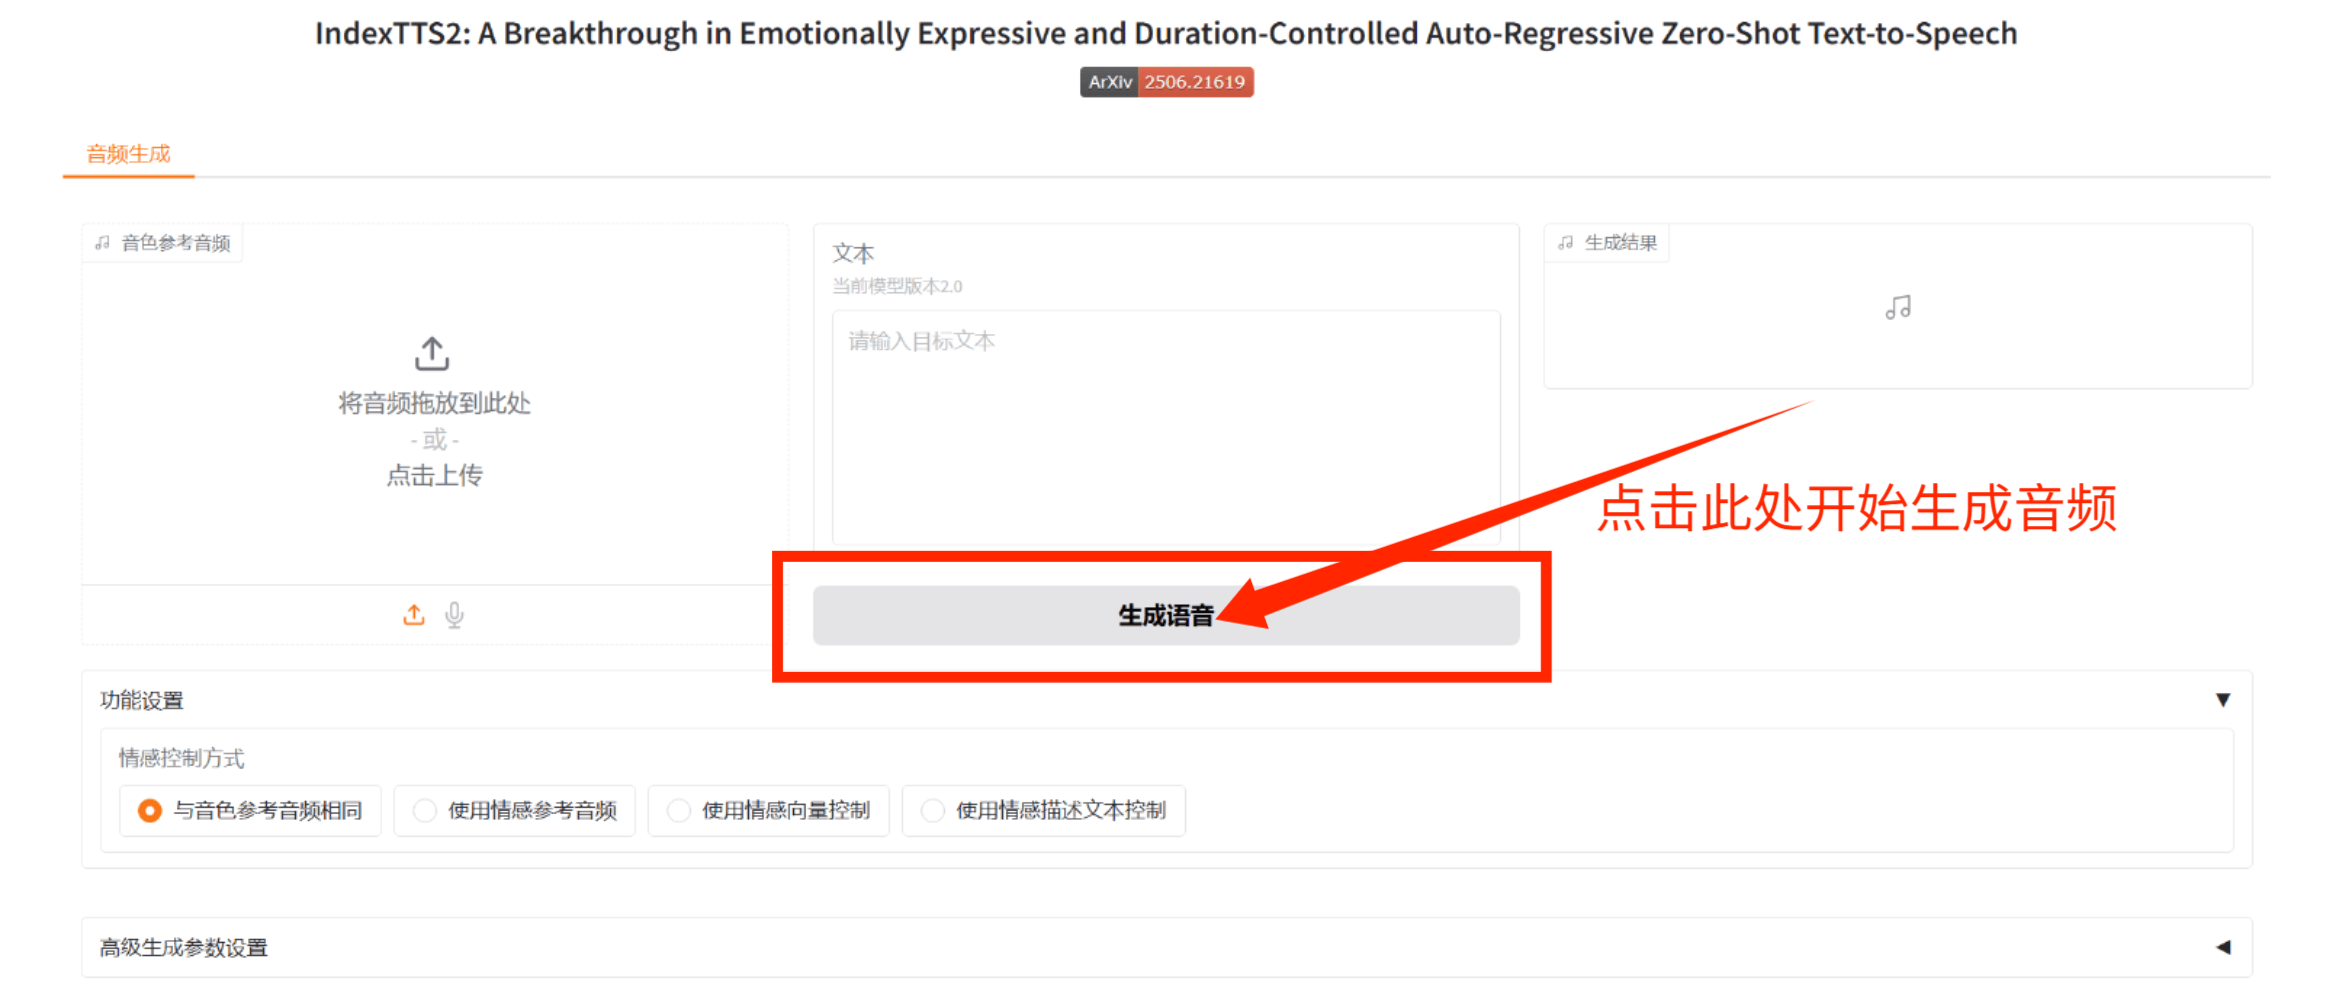 IndexTTS2: A Breakthrough in Emotionally Expressive and Duration-Controlled Auto-Regressive Zero-Shot Text-to-Speech
ArXiv 2506.21619
音频生成
音色参考音频
将音频拖放到此处
- 或 -
点击上传
文本
当前模型版本2.0
请输入目标文本
生成语音
生成结果
点击此处开始生成音频
功能设置
情感控制方式
与音色参考音频相同 使用情感参考音频 使用情感向量控制 使用情感描述文本控制
高级生成参数设置